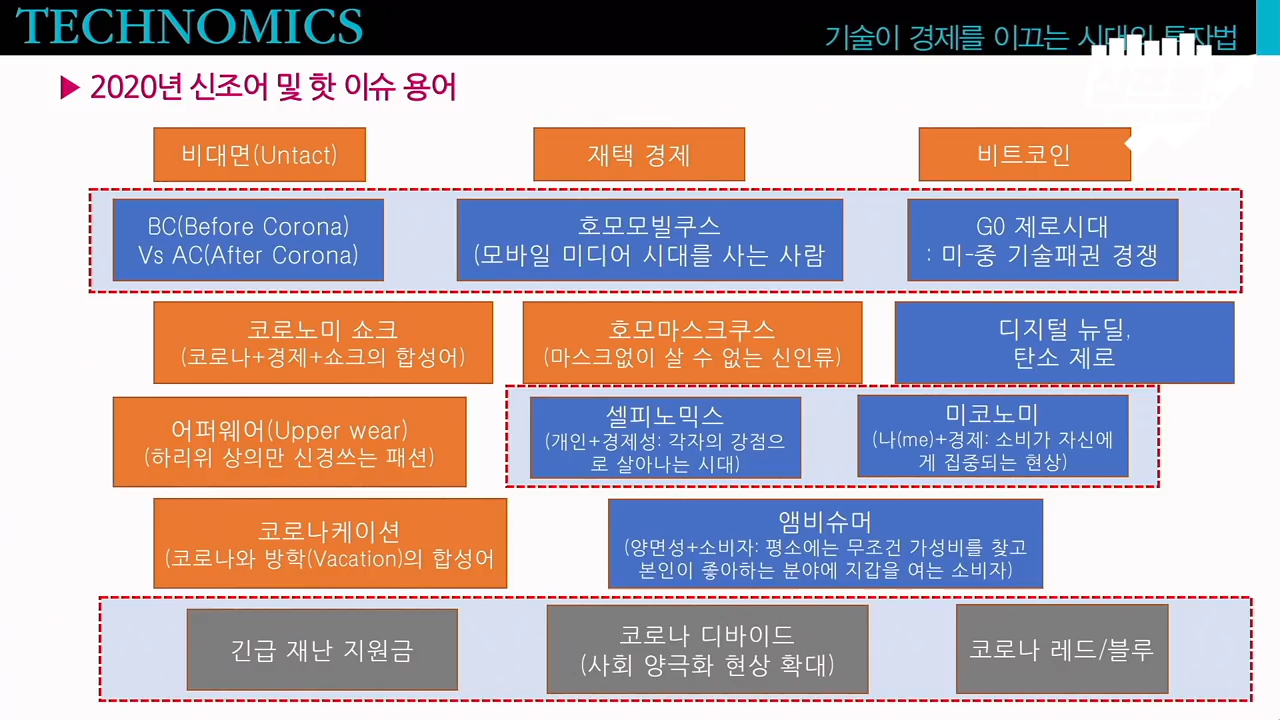 TECHNOMICS
기술이 경제를 이끄는 시대의 투자법
▶ 2020년 신조어 및 핫 이슈 용어
비대면(Untact)
재택 경제
비트코인
BC(Before Corona)
Vs AC(After Corona)
호모모빌쿠스
(모바일 미디어 시대를 사는 사람
G0 제로시대
: 미-중 기술패권 경쟁
코로노미 쇼크
(코로나+경제+쇼크의 합성어)
호모마스크쿠스
(마스크없이 살 수 없는 신인류)
디지털 뉴딜,
탄소 제로
어퍼웨어(Upper wear)
(하리위 상의만 신경쓰는 패션)
셀피노믹스
(개인+경제성: 각자의 강점으
로 살아나는 시대)
미코노미
(나(me)+경제: 소비가 자신에
게 집중되는 현상)
코로나케이션
(코로나와 방학(Vacation)의 합성어
앰비슈머
(양면성+소비자: 평소에는 무조건 가성비를 찾고
본인이 좋아하는 분야에 지갑을 여는 소비자)
긴급 재난 지원금
코로나 디바이드
(사회 양극화 현상 확대)
코로나 레드/블루